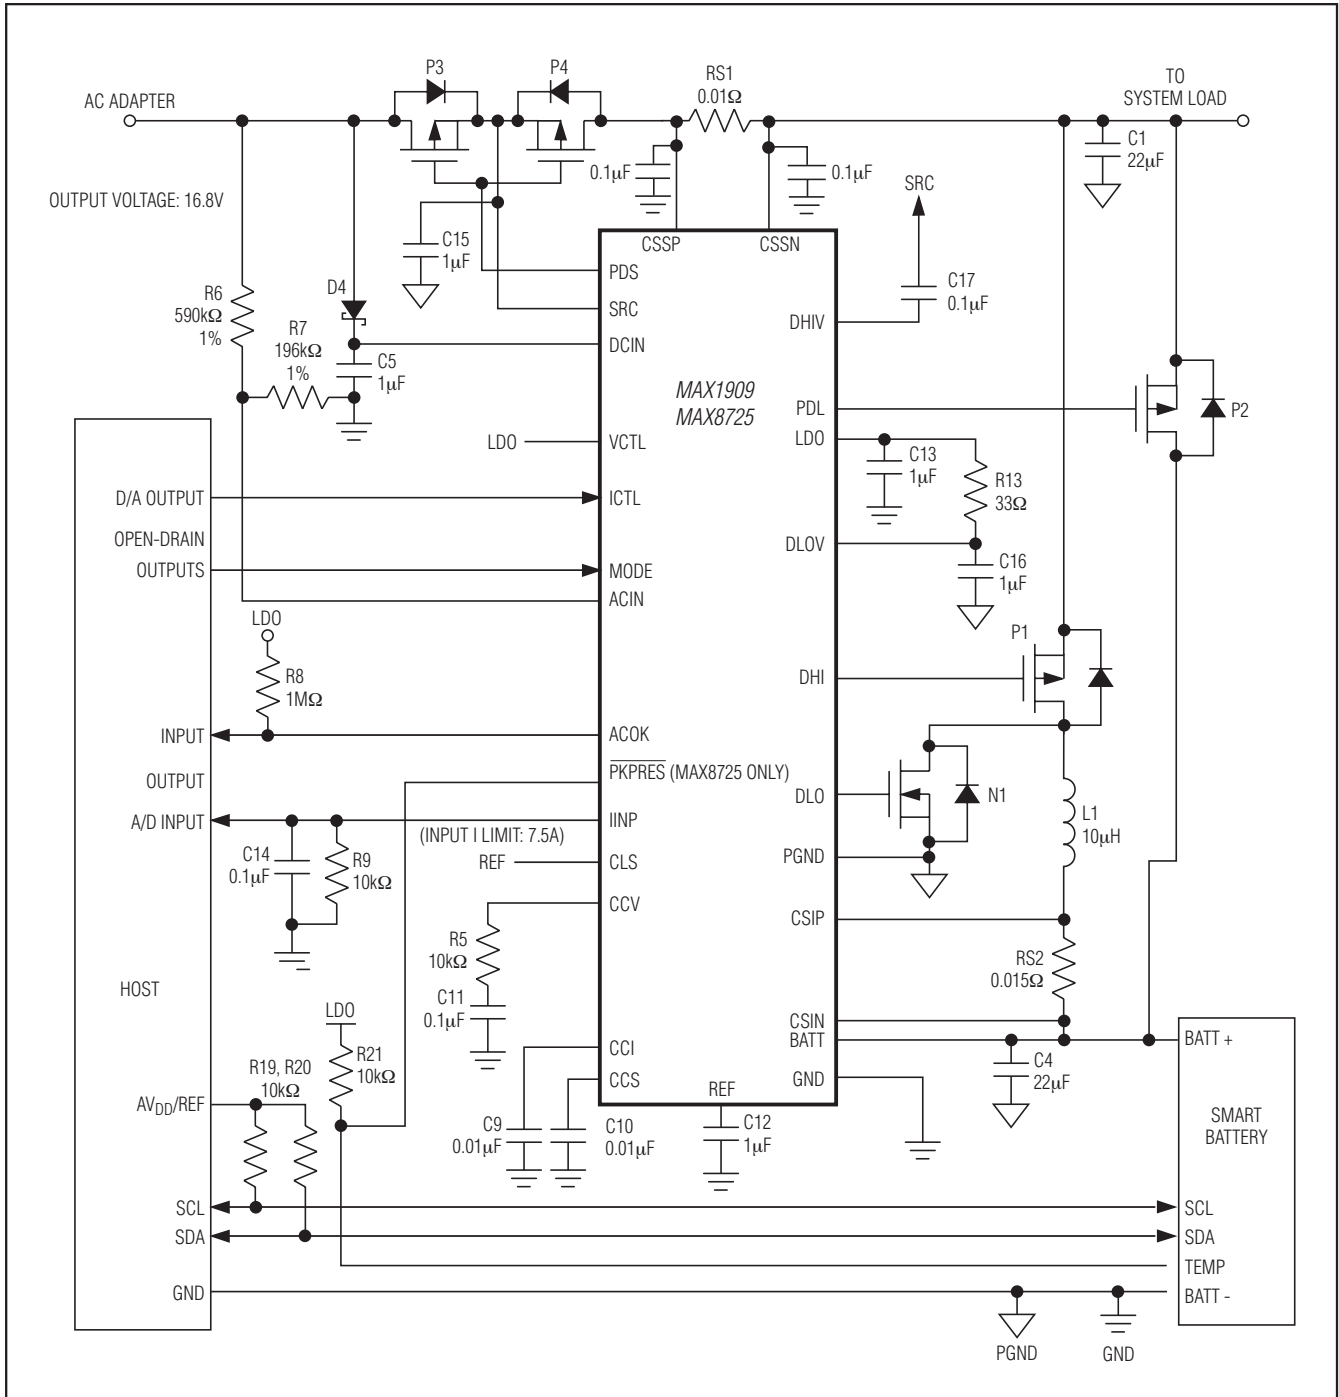 P3
P4
RS1
0.01Ω
TO
SYSTEM LOAD
AC ADAPTER
C1
22µF
0.1µF
0.1µF
SRC
OUTPUT VOLTAGE: 16.8V
CSSP
CSSN
C15
1µF
PDS
C17
0.1µF
D4
R6
590kΩ
1%
SRC
DHIV
R7
196kΩ
1%
DCIN
C5
1µF
MAX1909
MAX8725
PDL
P2
LDO
VCTL
LDO
C13
1µF
R13
33Ω
D/A OUTPUT
ICTL
OPEN-DRAIN
OUTPUTS
DLOV
MODE
C16
1µF
ACIN
LDO
P1
R8
1MΩ
DHI
INPUT
ACOK
OUTPUT
PKPRES (MAX8725 ONLY)
DLO
N1
A/D INPUT
IINP
(INPUT I LIMIT: 7.5A)
L1
10µH
C14
0.1µF
R9
10kΩ
REF
CLS
PGND
CCV
CSIP
R5
10kΩ
RS2
0.015Ω
HOST
C11
0.1µF
LDO
CSIN
BATT
BATT +
CCI
R21
10kΩ
R19, R20
10kΩ
C4
22µF
CCS
REF
GND
AVDD/REF
C9
0.01µF
C10
0.01µF
C12
1µF
SMART
BATTERY
SCL
SCL
SDA
SDA
TEMP
GND
BATT -
PGND
GND